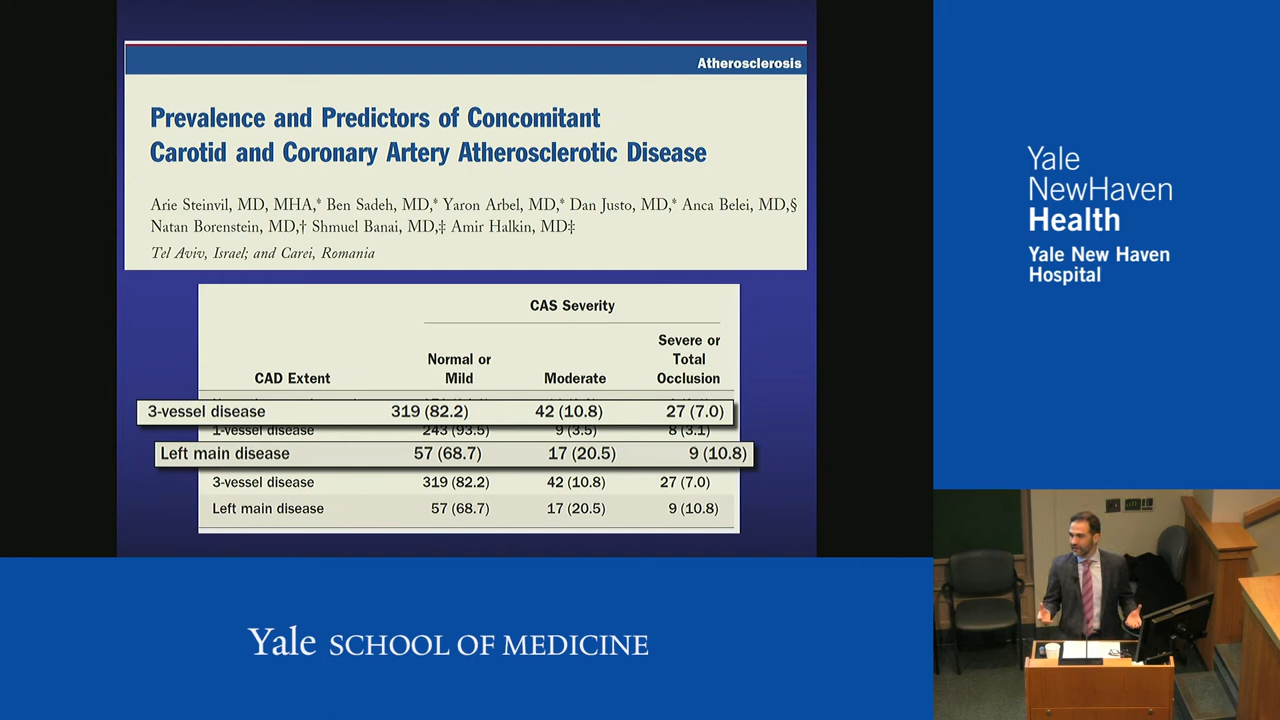 Atherosclerosis
Prevalence and Predictors of Concomitant
Carotid and Coronary Artery Atherosclerotic Disease
Arie Steinvil, MD, MHA,* Ben Sadeh, MD,* Yaron Arbel, MD,* Dan Justo, MD,* Anca Belei, MD,§
Natan Borenstein, MD,† Shmuel Banai, MD,‡ Amir Halkin, MD‡
Tel Aviv, Israel; and Carei, Romania
CAS Severity
CAD Extent
Normal or
Mild
Moderate
Severe or
Total
Occlusion
3-vessel disease 319 (82.2) 42 (10.8) 27 (7.0)
1-vessel disease 243 (93.5) 9 (3.5) 8 (3.1)
Left main disease 57 (68.7) 17 (20.5) 9 (10.8)
3-vessel disease 319 (82.2) 42 (10.8) 27 (7.0)
Left main disease 57 (68.7) 17 (20.5) 9 (10.8)
Yale
NewHaven
Health
Yale New Haven
Hospital
Yale SCHOOL OF MEDICINE